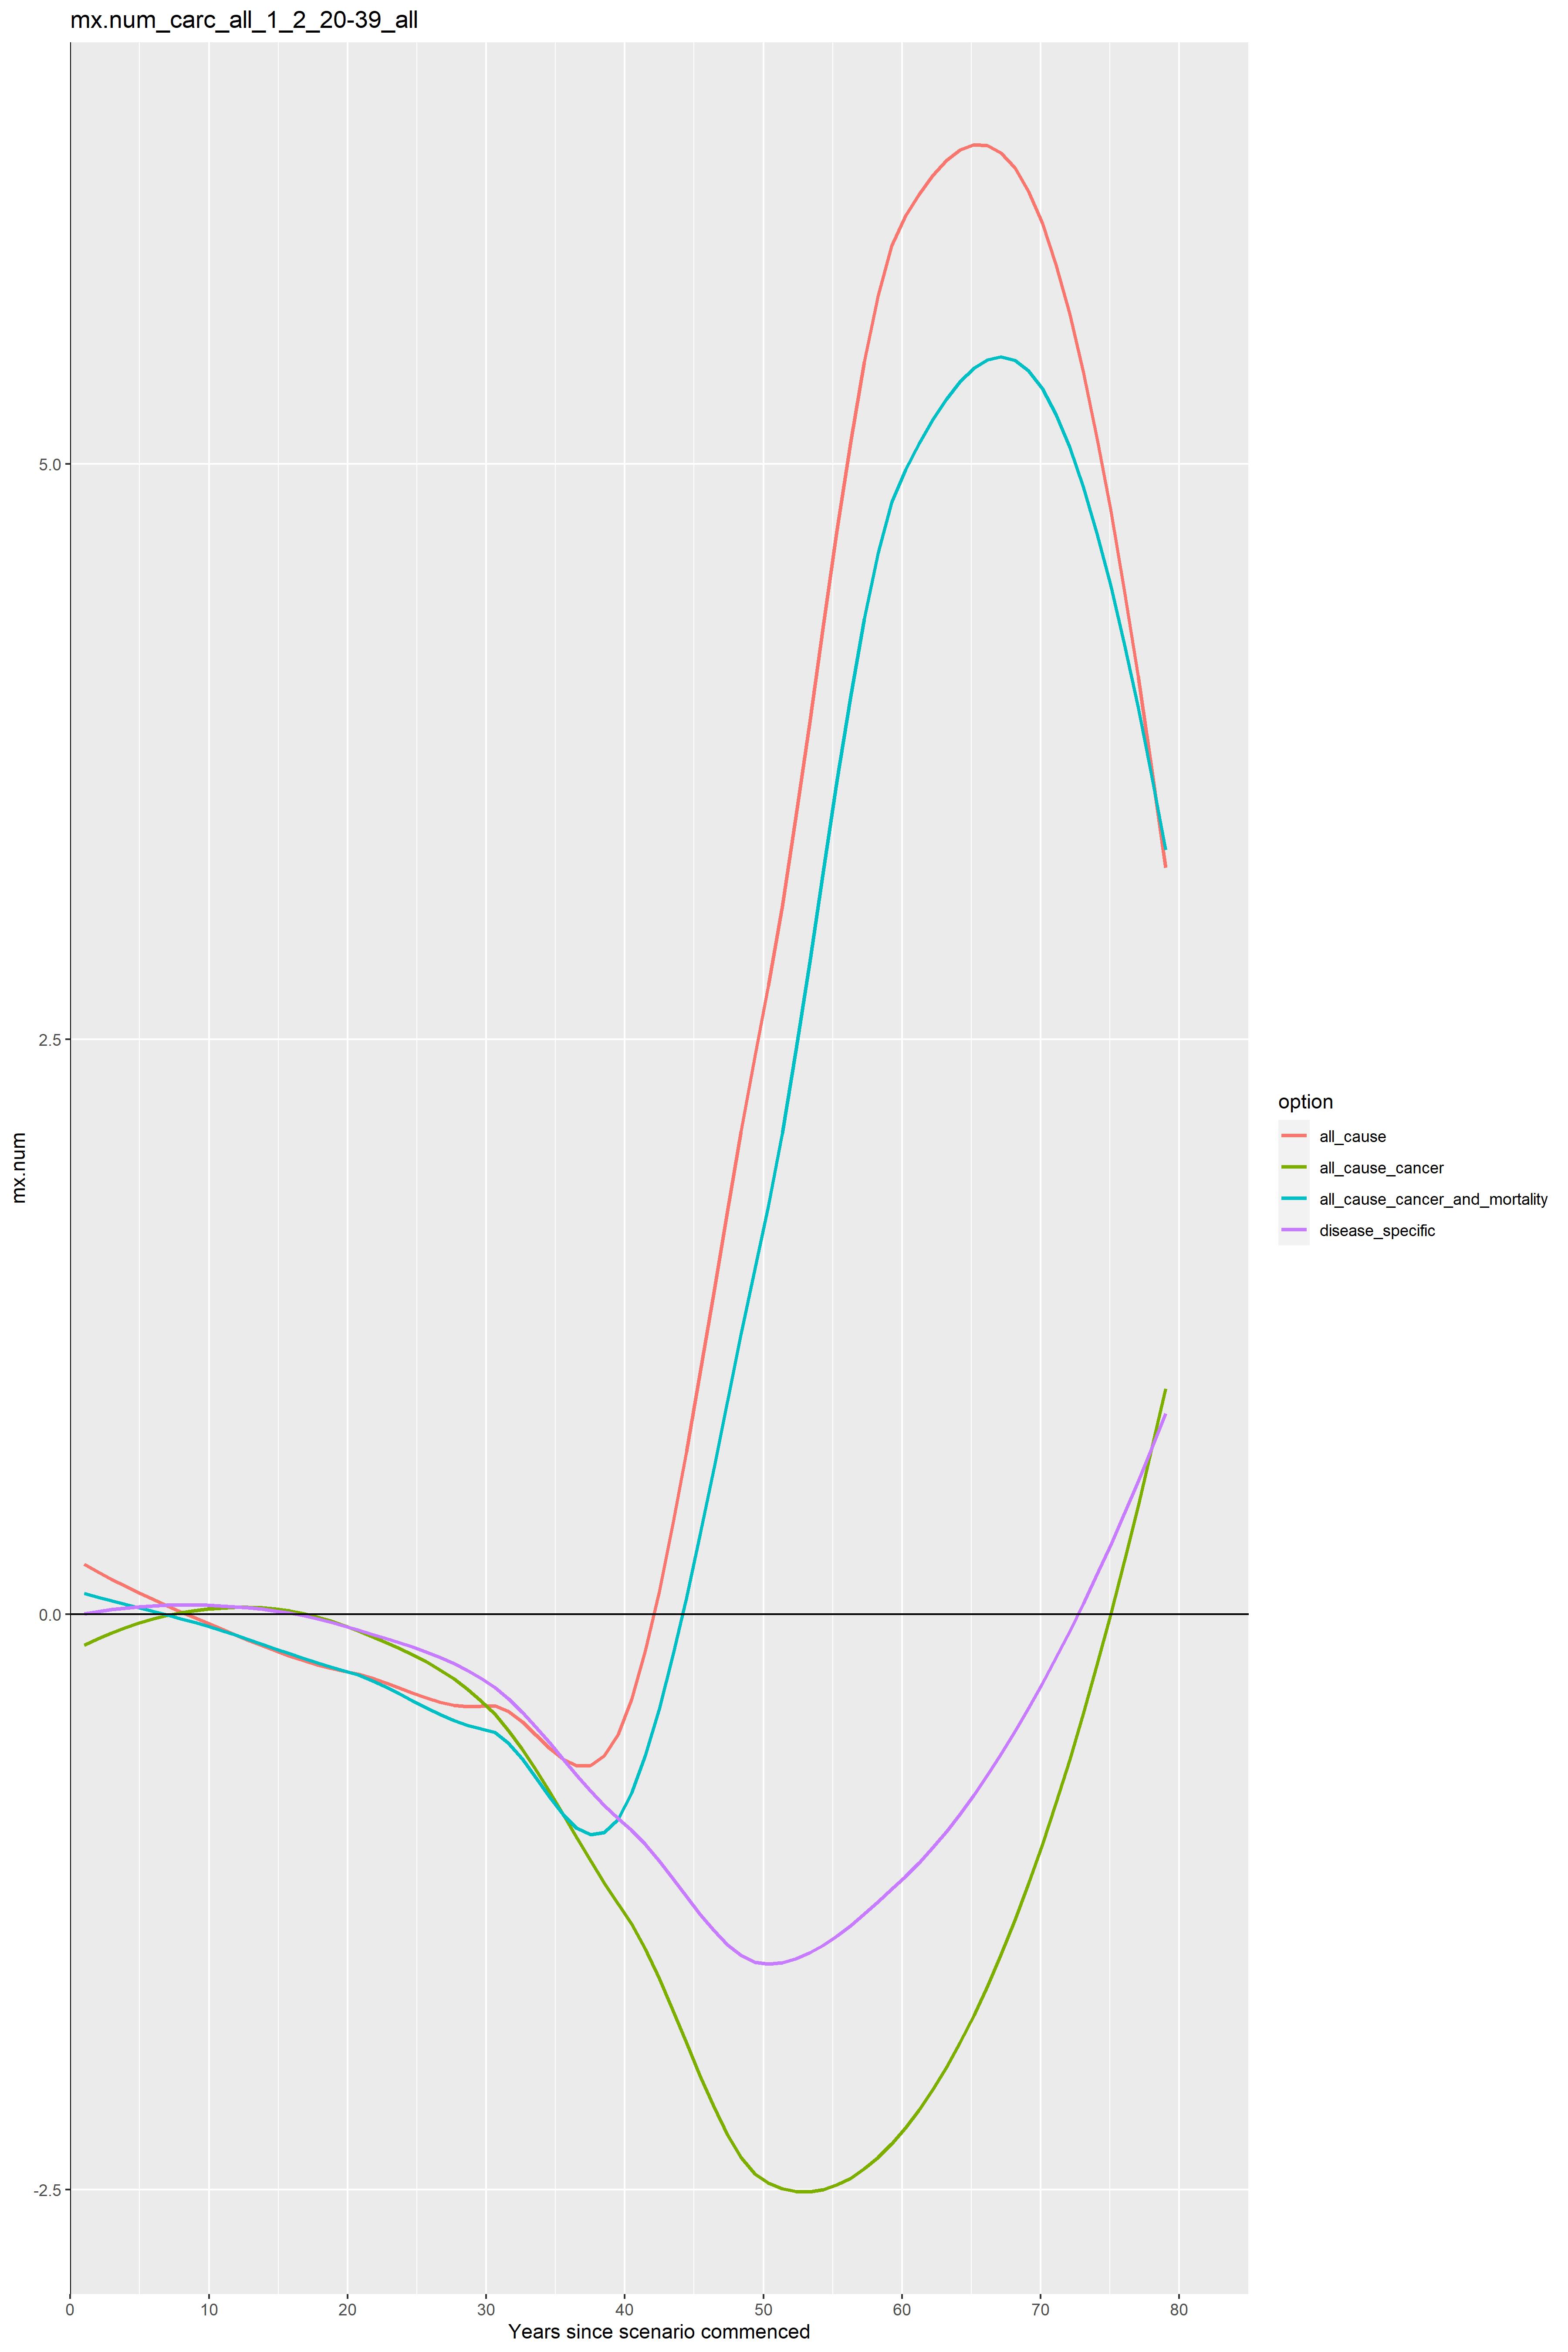 mx.num_carc_all_1_2_20-39_all
5.0
2.5
0.0
-2.5
mx.num
0 10 20 30 40 50 60 70 80
Years since scenario commenced
option
all_cause
all_cause_cancer
all_cause_cancer_and_mortality
disease_specific